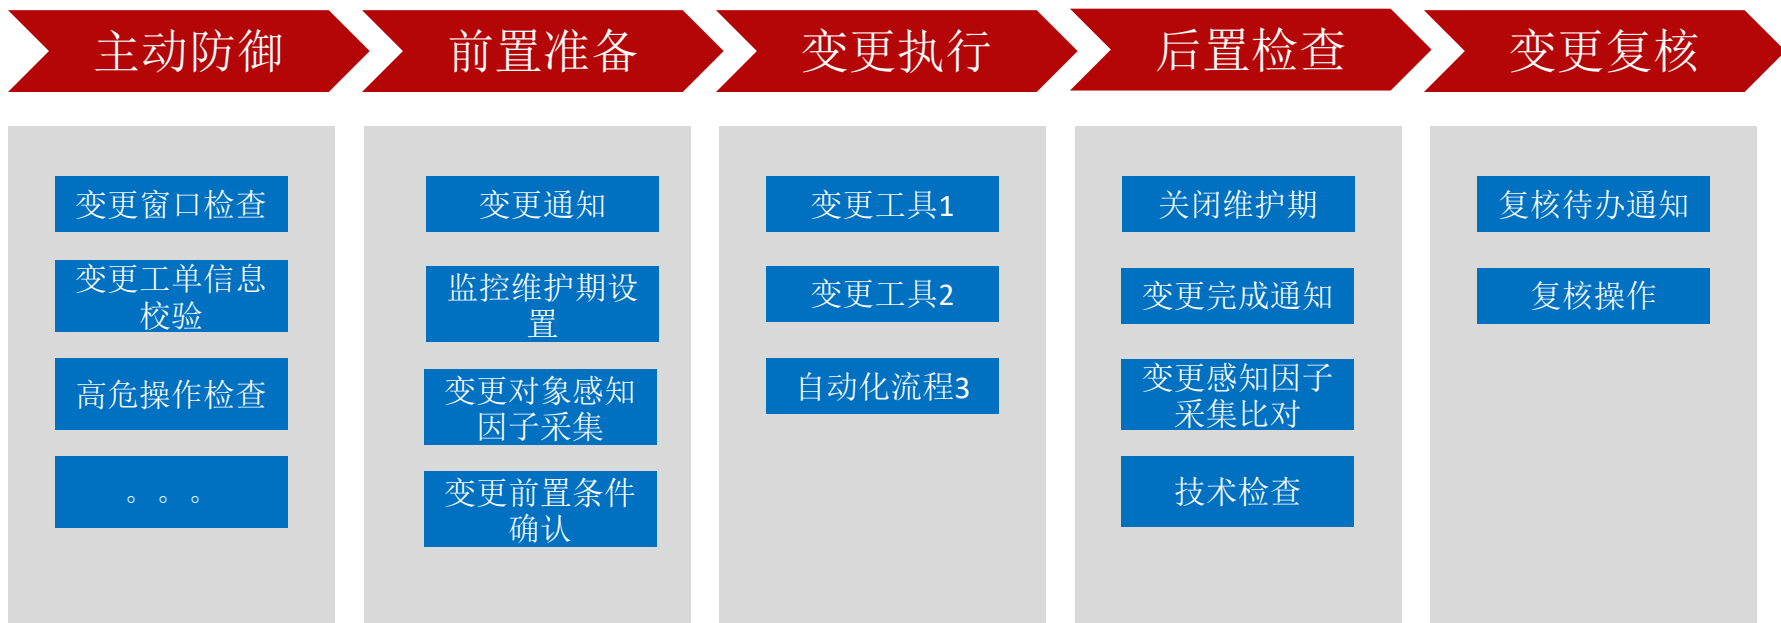 主动防御
前置准备
变更执行
后置检查
变更复核
变更窗口检查
变更工单信息
校验
高危操作检查
。。。
变更通知
监控维护期设
置
变更对象感知
因子采集
变更前置条件
确认
变更工具1
变更工具2
自动化流程3
关闭维护期
变更完成通知
变更感知因子
采集比对
技术检查
复核待办通知
复核操作